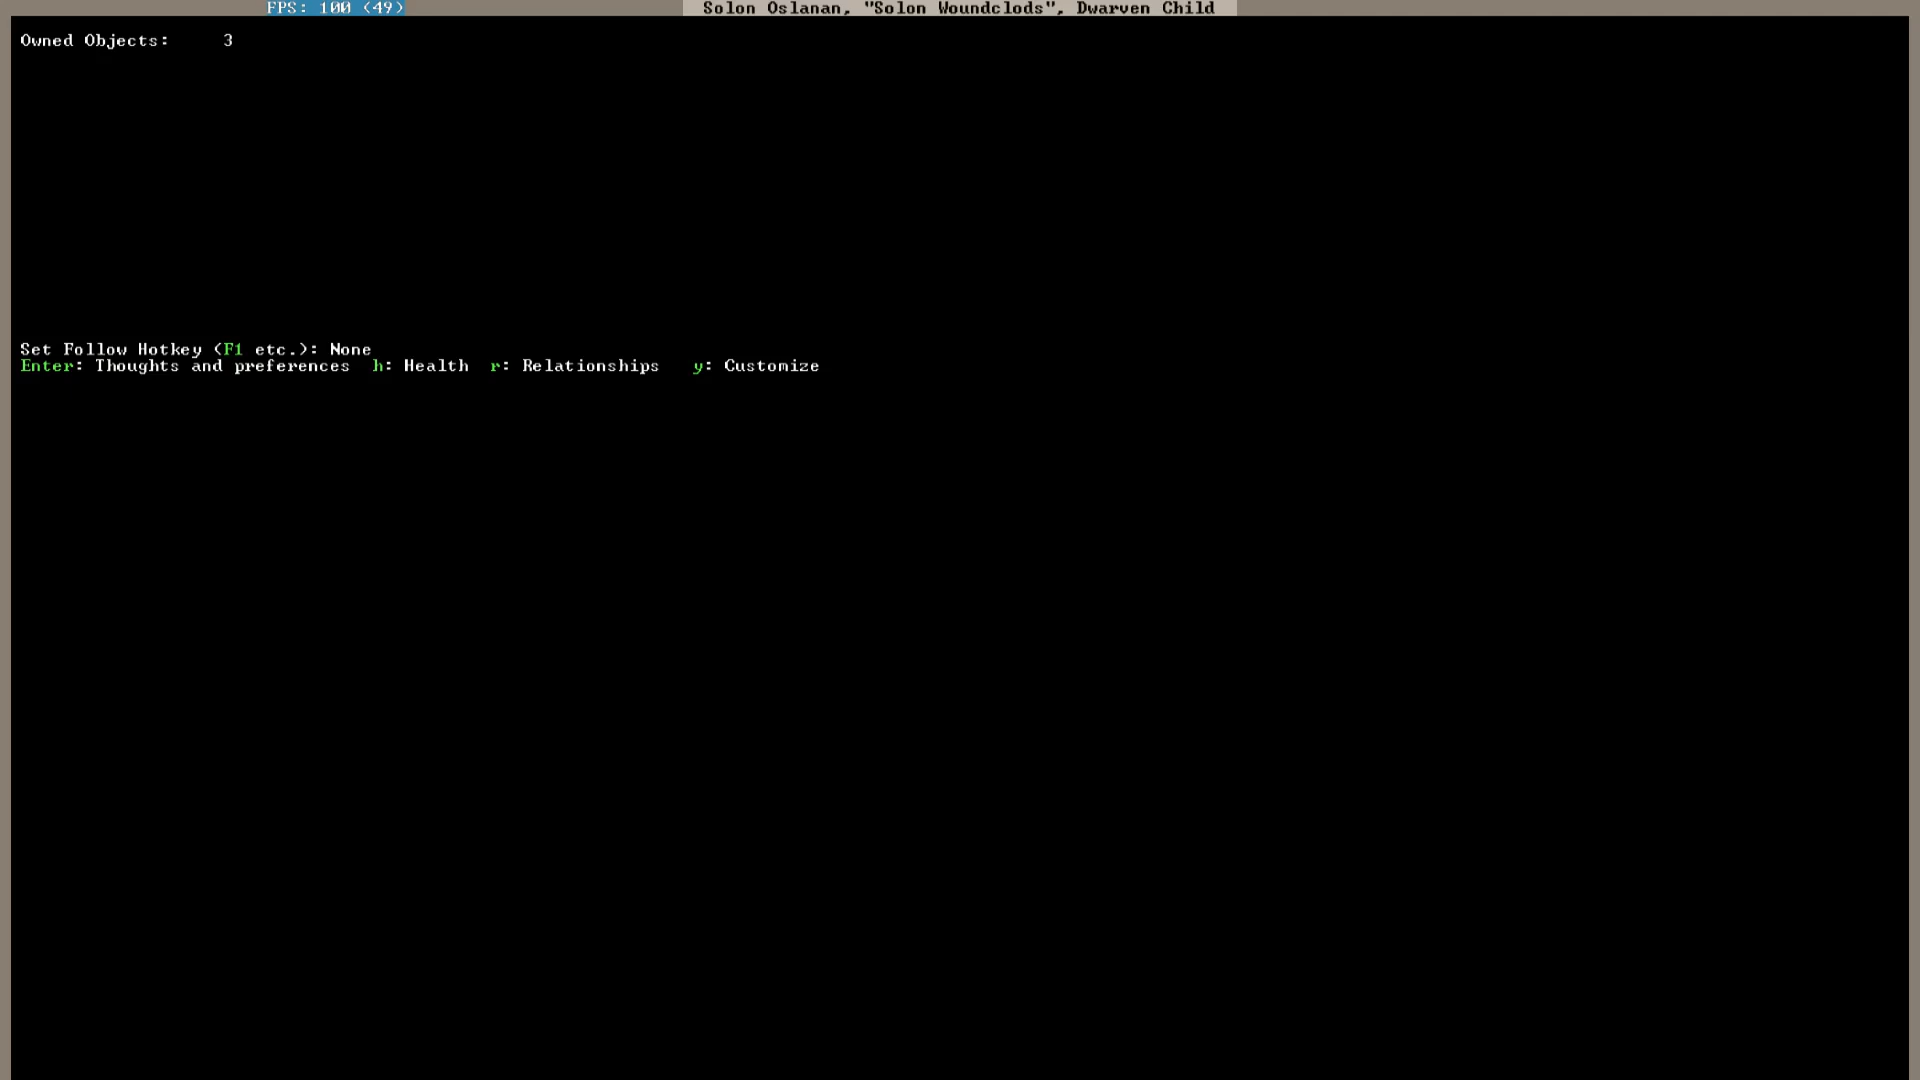 FPS: 100 (49)
Solon Oslanan, "Solon Woundclods", Dwarven Child
Owned Objects: 3
Set Follow Hotkey (F1 etc.): None
Enter: Thoughts and preferences h: Health r: Relationships y: Customize